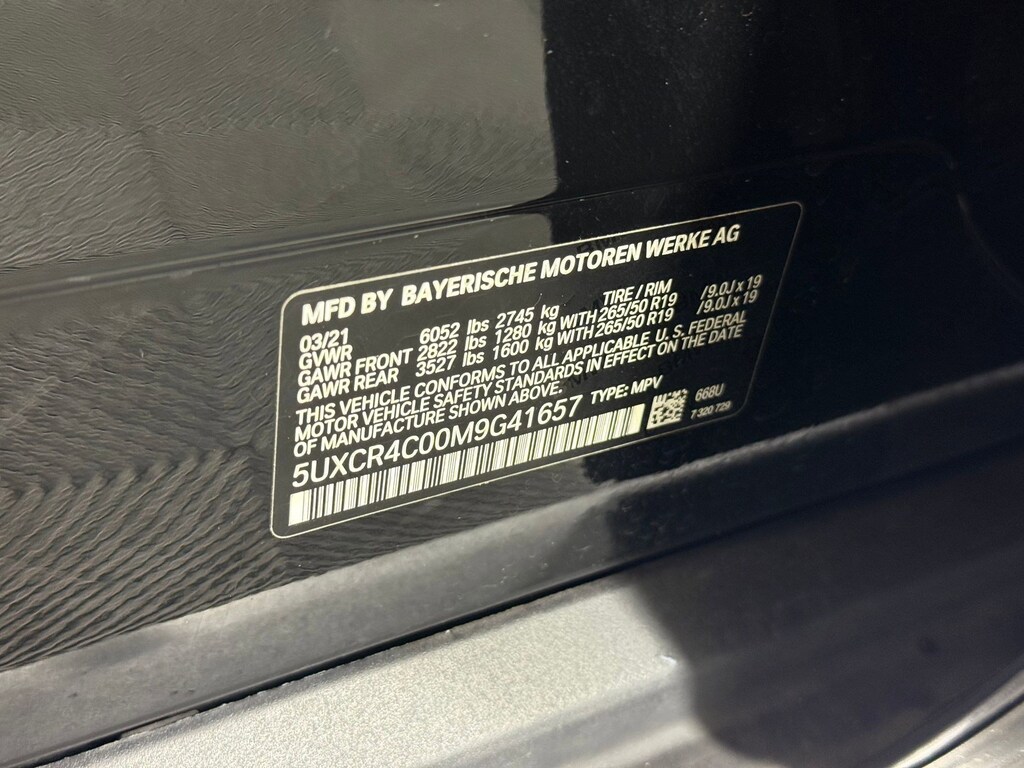 MFD BY BAYERISCHE MOTOREN WERKE AG
03/21 TIRE / RIM
GVWR 6052 lbs 2745 kg
GAWR FRONT 2822 lbs 1280 kg WITH 265/50 R19 /9.0J x 19
GAWR REAR 3527 lbs 1600 kg WITH 265/50 R19 /9.0J x 19
THIS VEHICLE CONFORMS TO ALL APPLICABLE U.S. FEDERAL
MOTOR VEHICLE SAFETY STANDARDS IN EFFECT ON THE DATE
OF MANUFACTURE SHOWN ABOVE.
5UXCR4C00M9G41657 TYPE: MPV
668U
7 320 729